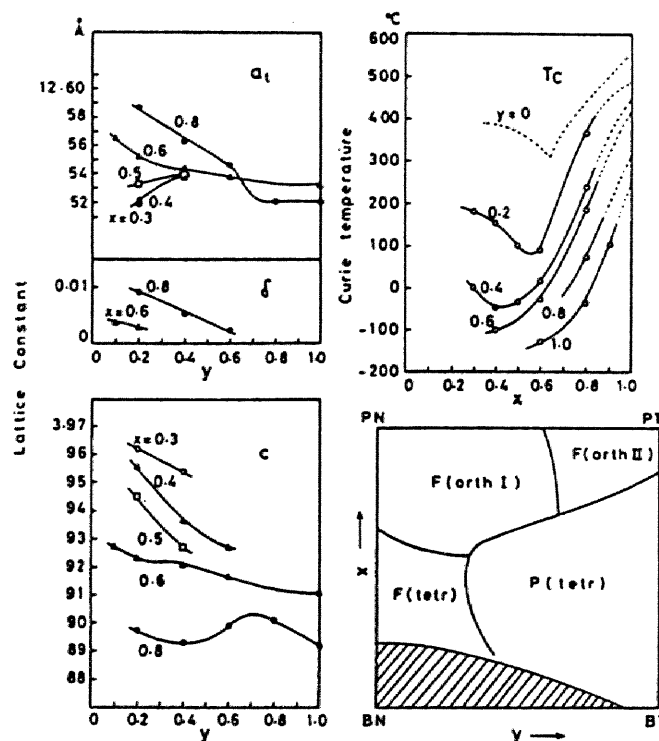 Å
12·60
58
56
54
52
0·01
0
at
0·8
0·6
0·5
0·4
x=0·3
δ
0·8
x=0·6
0 0·2 0·4 0·6 0·8 1·0
y
Lattice Constant
3·97
96
95
94
93
92
91
90
89
88
c
x=0·3
0·4
0·5
0·6
0·8
0 0·2 0·4 0·6 0·8 1·0
y
°C
600
500
400
300
200
100
0
-100
-200
Curie temperature
Tc
y=0
0·2
0·4
0·6
0·8
1·0
0·2 0·4 0·6 0·8 1·0
x
PN
F(orth I)
F(orth II)
F(tetr)
P(tetr)
x
BN
y